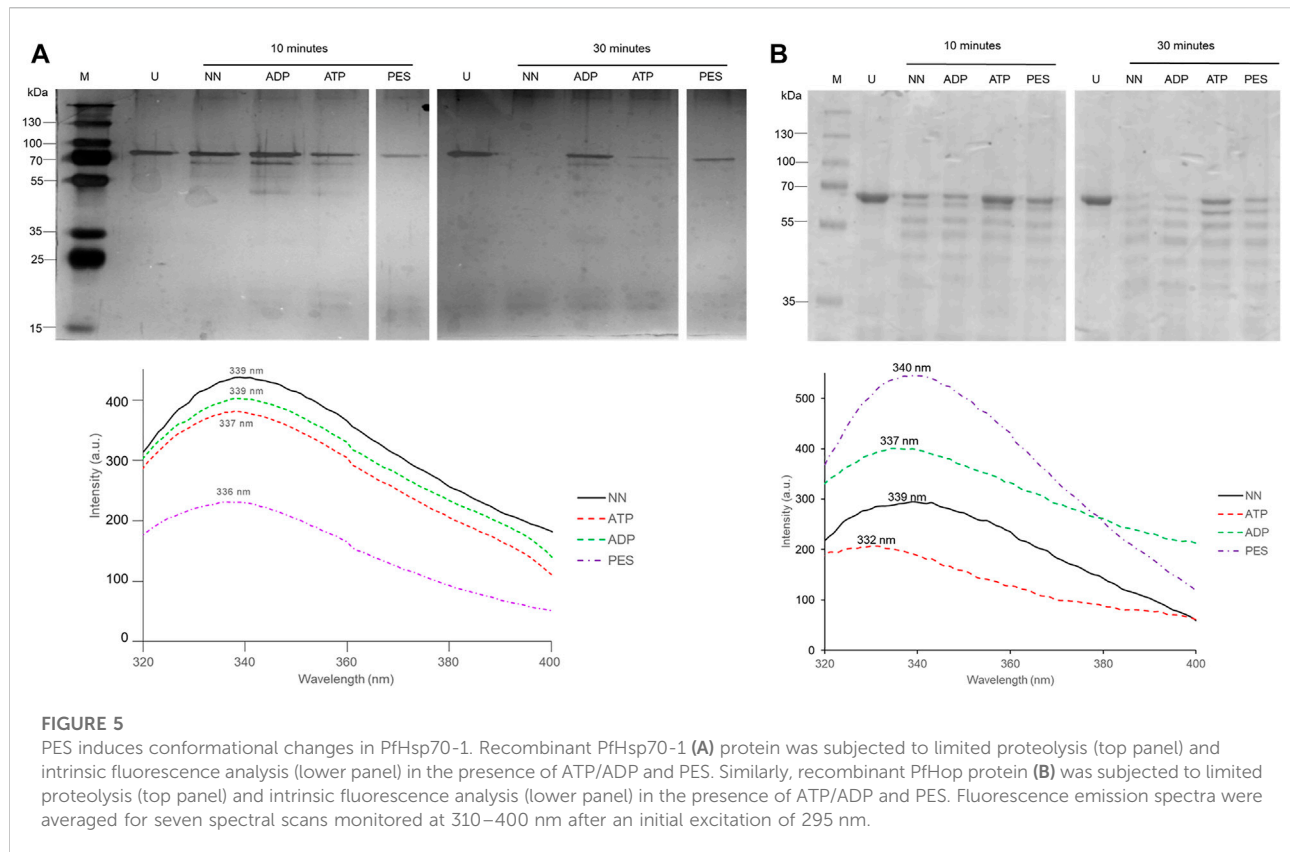 A
10 minutes
30 minutes
M U NN ADP ATP PES U NN ADP ATP PES
kDa
130
100
70
55
35
25
15
B
10 minutes
30 minutes
M U NN ADP ATP PES U NN ADP ATP PES
kDa
130
100
70
55
35
339 nm
339 nm
337 nm
336 nm
Intensity (a.u.)
400
300
200
100
0
320 340 360 380 400
Wavelength (nm)
NN
ATP
ADP
PES
340 nm
337 nm
339 nm
332 nm
Intensity (a.u.)
500
400
300
200
100
0
320 340 360 380 400
Wavelength (nm)
NN
ATP
ADP
PES
FIGURE 5
PES induces conformational changes in PfHsp70-1. Recombinant PfHsp70-1 (A) protein was subjected to limited proteolysis (top panel) and
intrinsic fluorescence analysis (lower panel) in the presence of ATP/ADP and PES. Similarly, recombinant PfHop protein (B) was subjected to limited
proteolysis (top panel) and intrinsic fluorescence analysis (lower panel) in the presence of ATP/ADP and PES. Fluorescence emission spectra were
averaged for seven spectral scans monitored at 310–400 nm after an initial excitation of 295 nm.